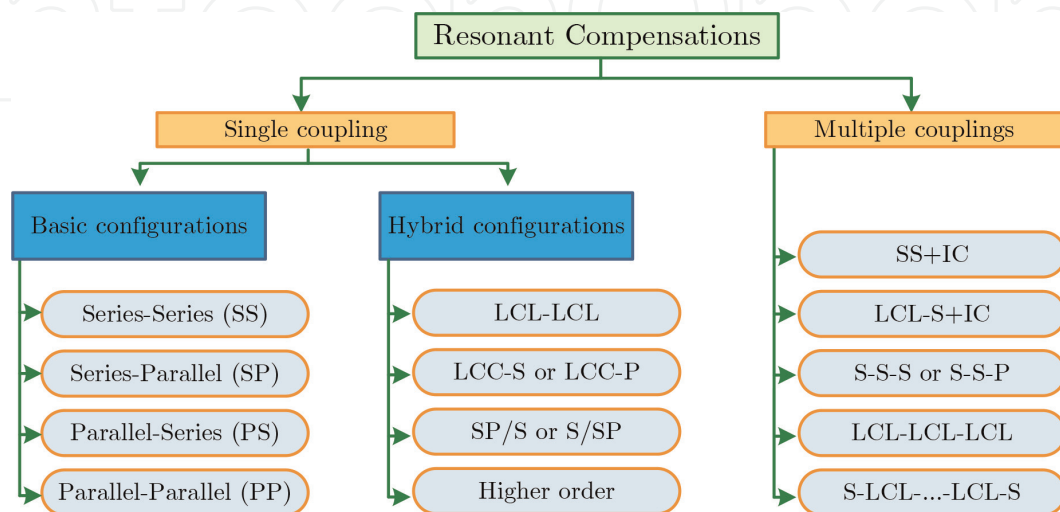 Resonant Compensations
Single coupling
Multiple couplings
Basic configurations
Hybrid configurations
Series-Series (SS)
Series-Parallel (SP)
Parallel-Series (PS)
Parallel-Parallel (PP)
LCL-LCL
LCC-S or LCC-P
SP/S or S/SP
Higher order
SS+IC
LCL-S+IC
S-S-S or S-S-P
LCL-LCL-LCL
S-LCL-...-LCL-S